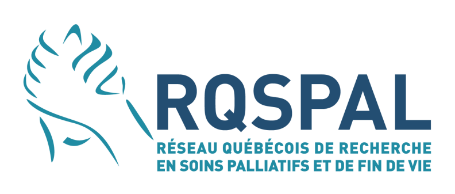 RQSPAL
RÉSEAU QUÉBÉCOIS DE RECHERCHE
EN SOINS PALLIATIFS ET DE FIN DE VIE